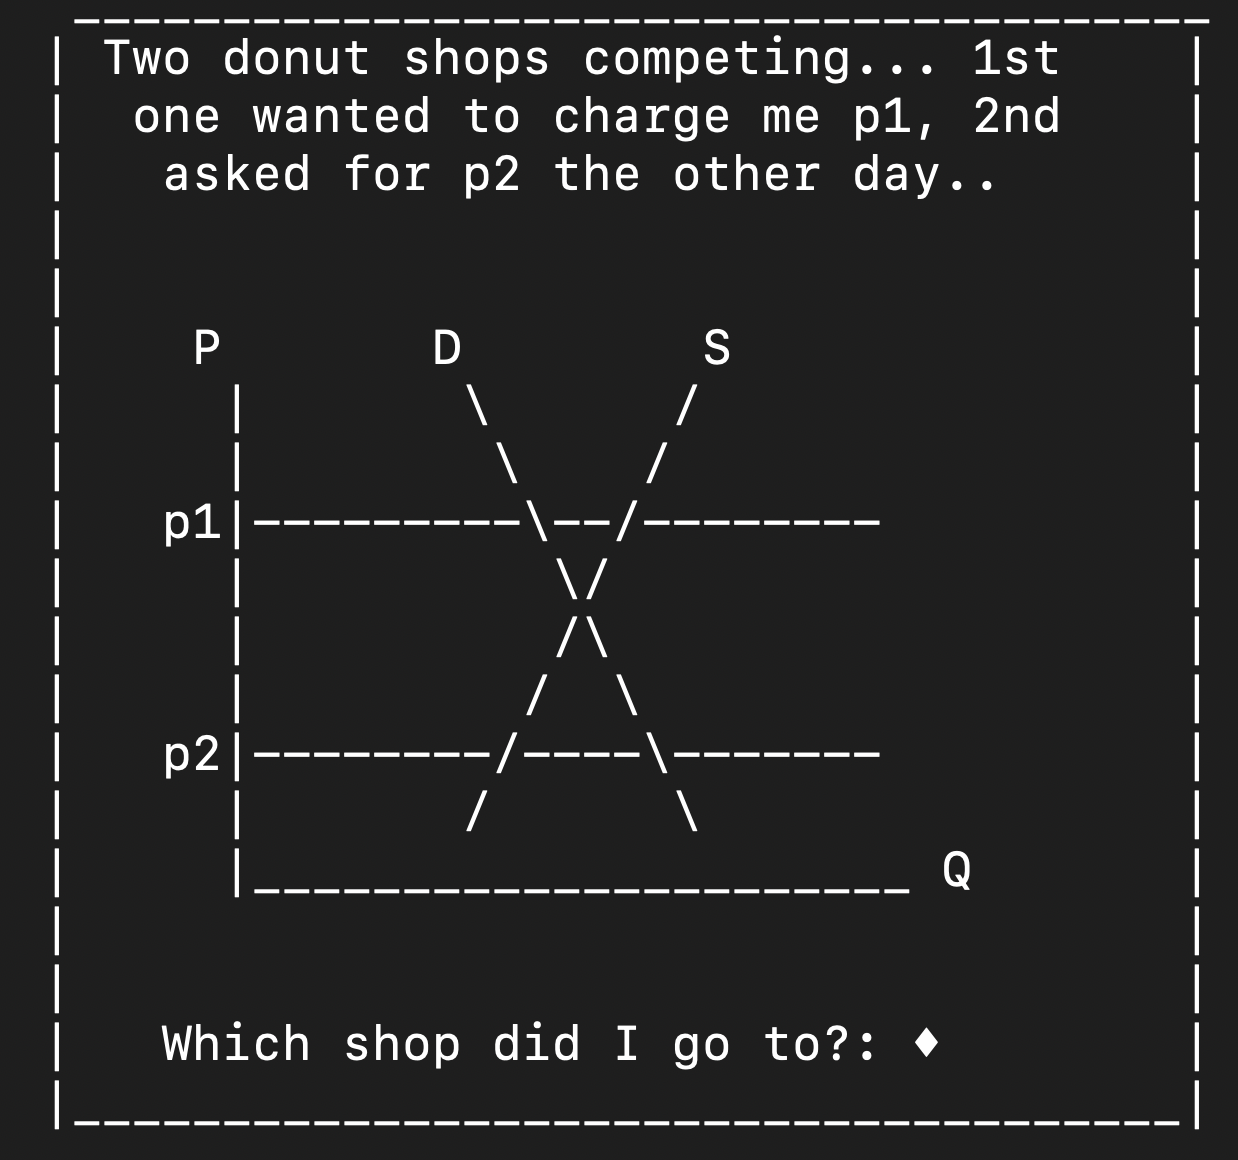 Two donut shops competing... 1st
one wanted to charge me p1, 2nd
asked for p2 the other day..
P D S
p1
p2
Q
Which shop did I go to?: ♦